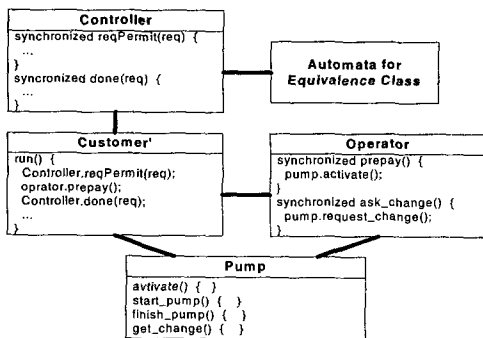 Controller
synchronized reqPermit(req) {
...
}
syncronized done(req) {
...
}
Automata for
Equivalence Class
Customer'
run() {
Controller.reqPermit(req);
oprator.prepay();
Controller.done(req);
...
}
Operator
synchronized prepay() {
pump.activate();
}
synchronized ask_change() {
pump.request_change();
}
Pump
avtivate() { }
start_pump() { }
finish_pump() { }
get_change() { }